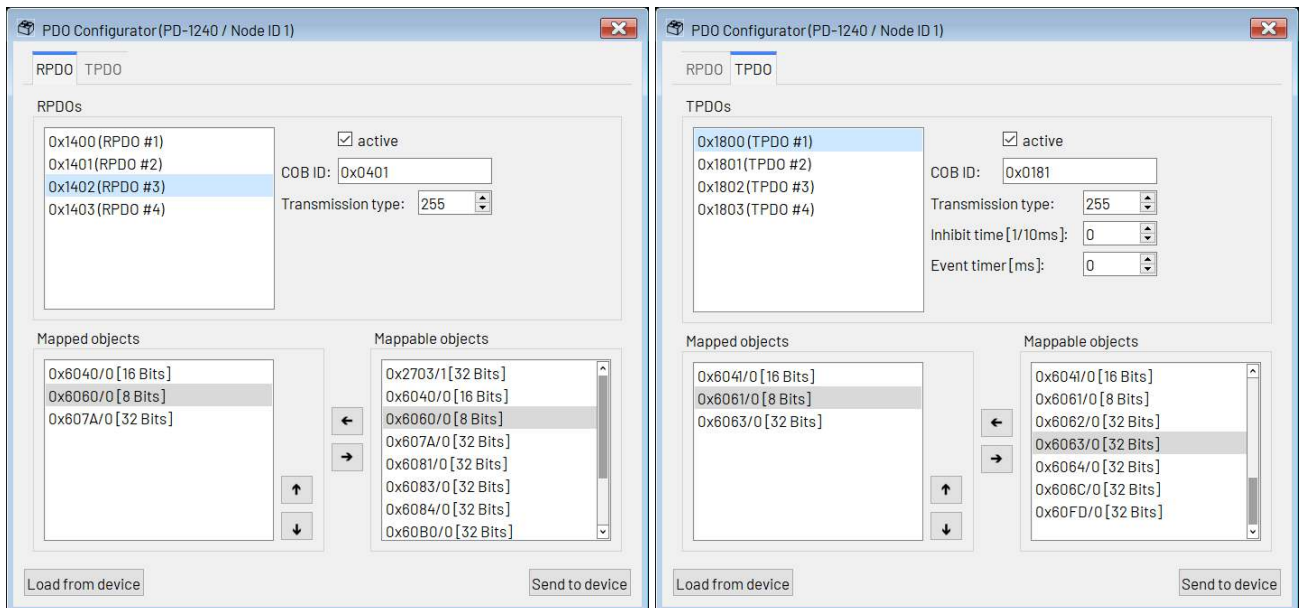 PDO Configurator (PD-1240 / Node ID 1)
RPDO TPDO
RPDOs
0x1400 (RPDO #1)
0x1401 (RPDO #2)
0x1402 (RPDO #3)
0x1403 (RPDO #4)
active
COB ID: 0x0401
Transmission type: 255
Mapped objects
0x6040/0 [16 Bits]
0x6060/0 [8 Bits]
0x607A/0 [32 Bits]
Mappable objects
0x2703/1 [32 Bits]
0x6040/0 [16 Bits]
0x6060/0 [8 Bits]
0x607A/0 [32 Bits]
0x6081/0 [32 Bits]
0x6083/0 [32 Bits]
0x6084/0 [32 Bits]
0x60B0/0 [32 Bits]
Load from device
Send to device
PDO Configurator (PD-1240 / Node ID 1)
RPDO TPDO
TPDOs
0x1800 (TPDO #1)
0x1801 (TPDO #2)
0x1802 (TPDO #3)
0x1803 (TPDO #4)
active
COB ID: 0x0181
Transmission type: 255
Inhibit time [1/10ms]: 0
Event timer [ms]: 0
Mapped objects
0x6041/0 [16 Bits]
0x6061/0 [8 Bits]
0x6063/0 [32 Bits]
Mappable objects
0x6041/0 [16 Bits]
0x6061/0 [8 Bits]
0x6062/0 [32 Bits]
0x6063/0 [32 Bits]
0x6064/0 [32 Bits]
0x606C/0 [32 Bits]
0x60FD/0 [32 Bits]
Load from device
Send to device